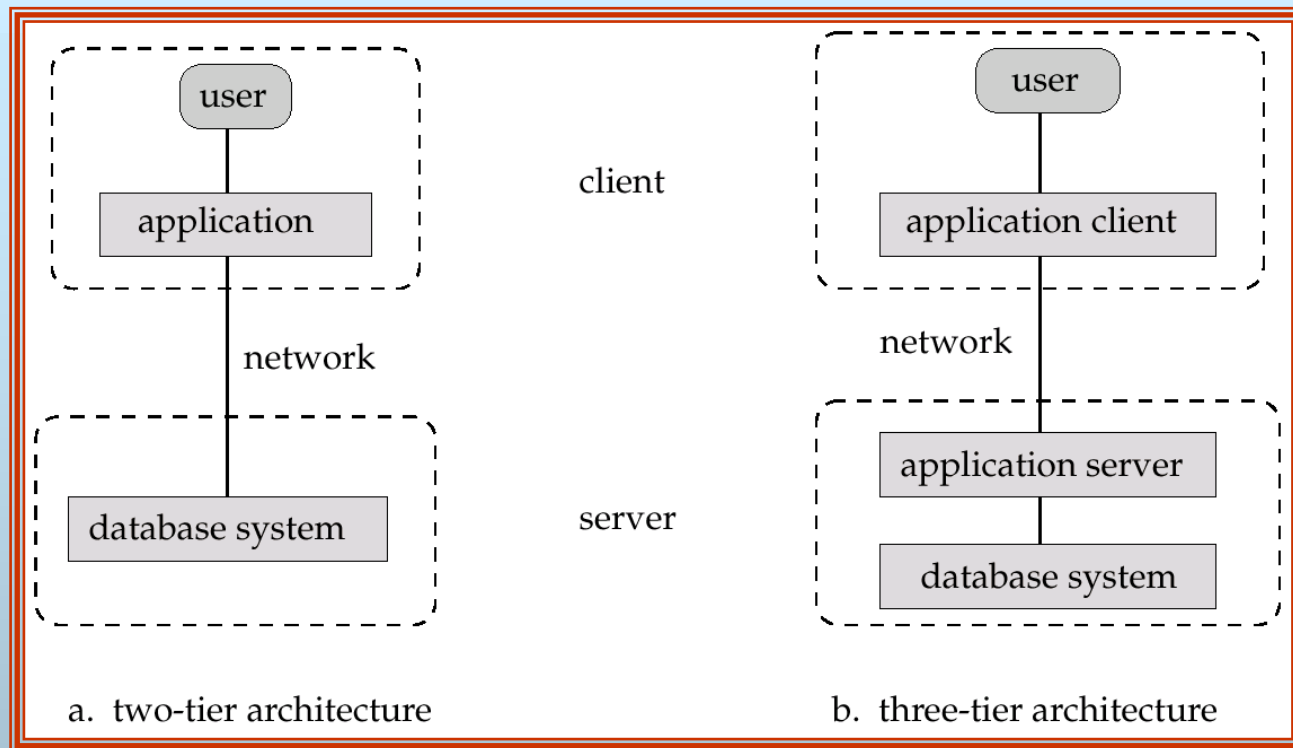 user
application
network
database system
client
server
user
application client
network
application server
database system
a. two-tier architecture
b. three-tier architecture